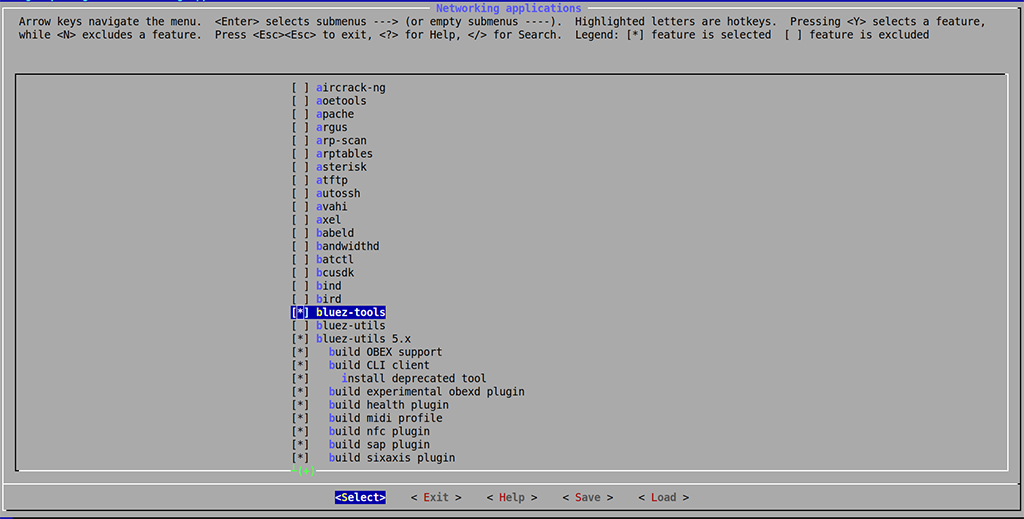 Networking applications
Arrow keys navigate the menu.  <Enter> selects submenus ---> (or empty submenus ----).  Highlighted letters are hotkeys.  Pressing <Y> selects a feature,
while <N> excludes a feature.  Press <Esc><Esc> to exit, <?> for Help, </> for Search.  Legend: [*] feature is selected  [ ] feature is excluded
[ ] aircrack-ng
[ ] aoetools
[ ] apache
[ ] argus
[ ] arp-scan
[ ] arptables
[ ] asterisk
[ ] atftp
[ ] autossh
[ ] avahi
[ ] axel
[ ] babeld
[ ] bandwidthd
[ ] batctl
[ ] bcusdk
[ ] bind
[ ] bird
[*] bluez-tools
[ ] bluez-utils
[*] bluez-utils 5.x
[*]   build OBEX support
[*]   build CLI client
[*]     install deprecated tool
[*]   build experimental obexd plugin
[*]   build health plugin
[*]   build midi profile
[*]   build nfc plugin
[*]   build sap plugin
[*]   build sixaxis plugin
<Select>    < Exit >    < Help >    < Save >    < Load >